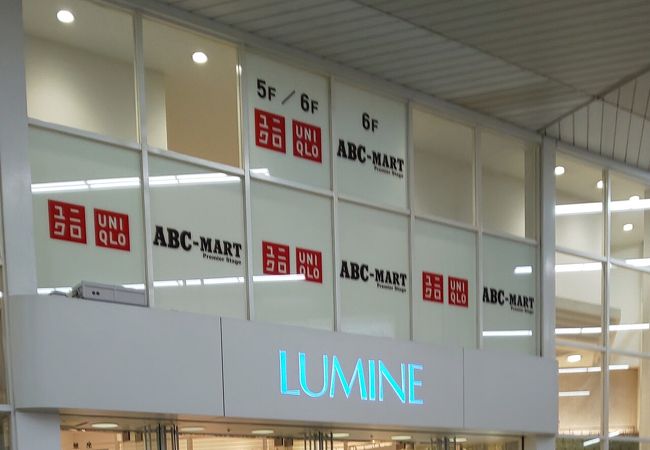 5F / 6F
ユニクロ UNIQLO
6F
ABC-MART
Premier Stage
ユニクロ UNIQLO
ABC-MART
Premier Stage
ユニクロ UNIQLO
ABC-MART
Premier Stage
ユニクロ UNIQLO
ABC-MART
Premier Stage
LUMINE